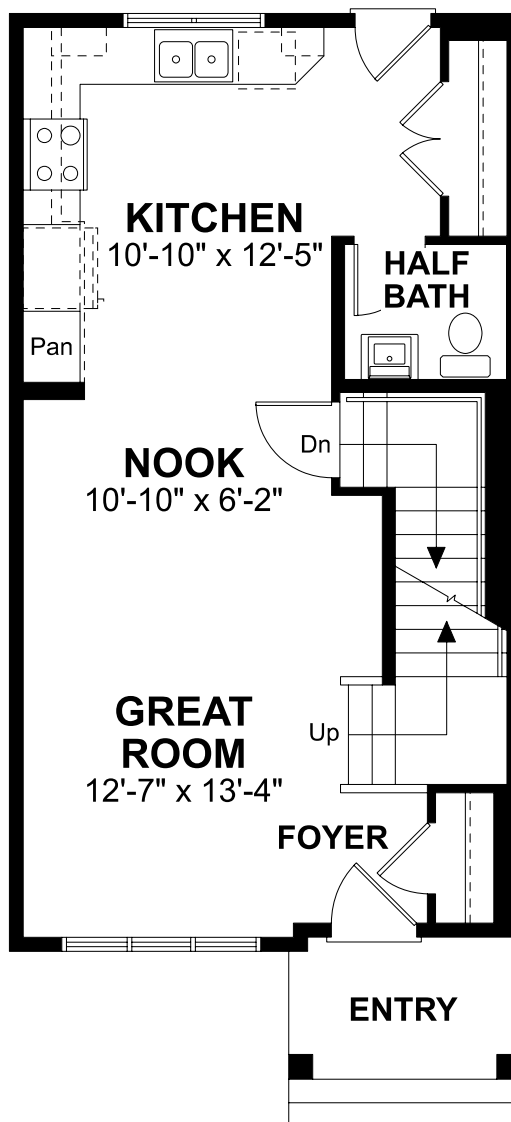 KITCHEN
10'-10" x 12'-5"
HALF
BATH
Pan
Dn
NOOK
10'-10" x 6'-2"
GREAT
ROOM
12'-7" x 13'-4"
Up
FOYER
ENTRY